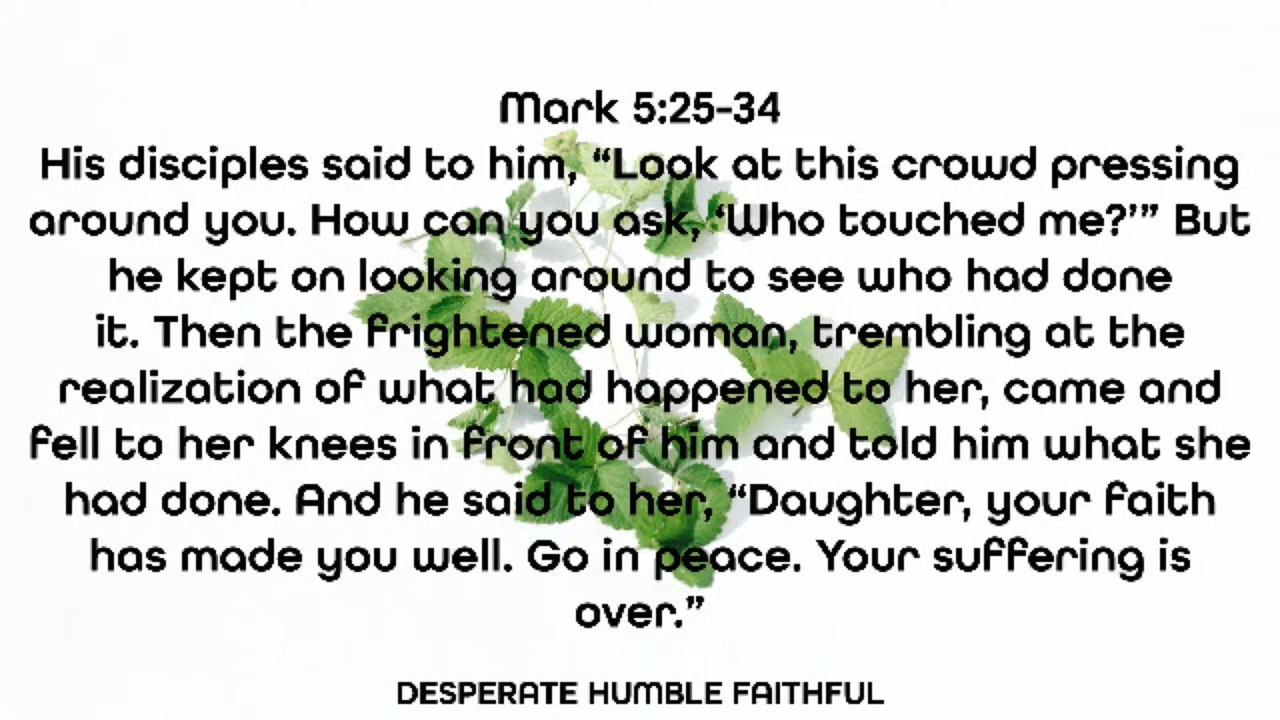 Mark 5:25-34
His disciples said to him, “Look at this crowd pressing
around you. How can you ask, ‘Who touched me?’” But
he kept on looking around to see who had done
it. Then the frightened woman, trembling at the
realization of what had happened to her, came and
fell to her knees in front of him and told him what she
had done. And he said to her, “Daughter, your faith
has made you well. Go in peace. Your suffering is
over.”
DESPERATE HUMBLE FAITHFUL